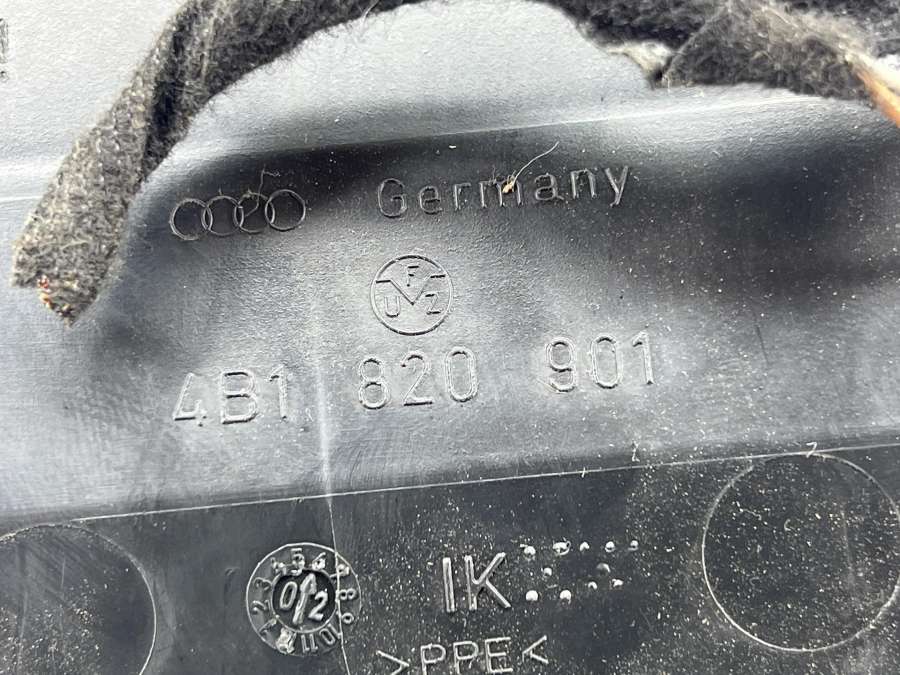 Germany
F
U Z
4B1 820 901
02
IK
>PPE<